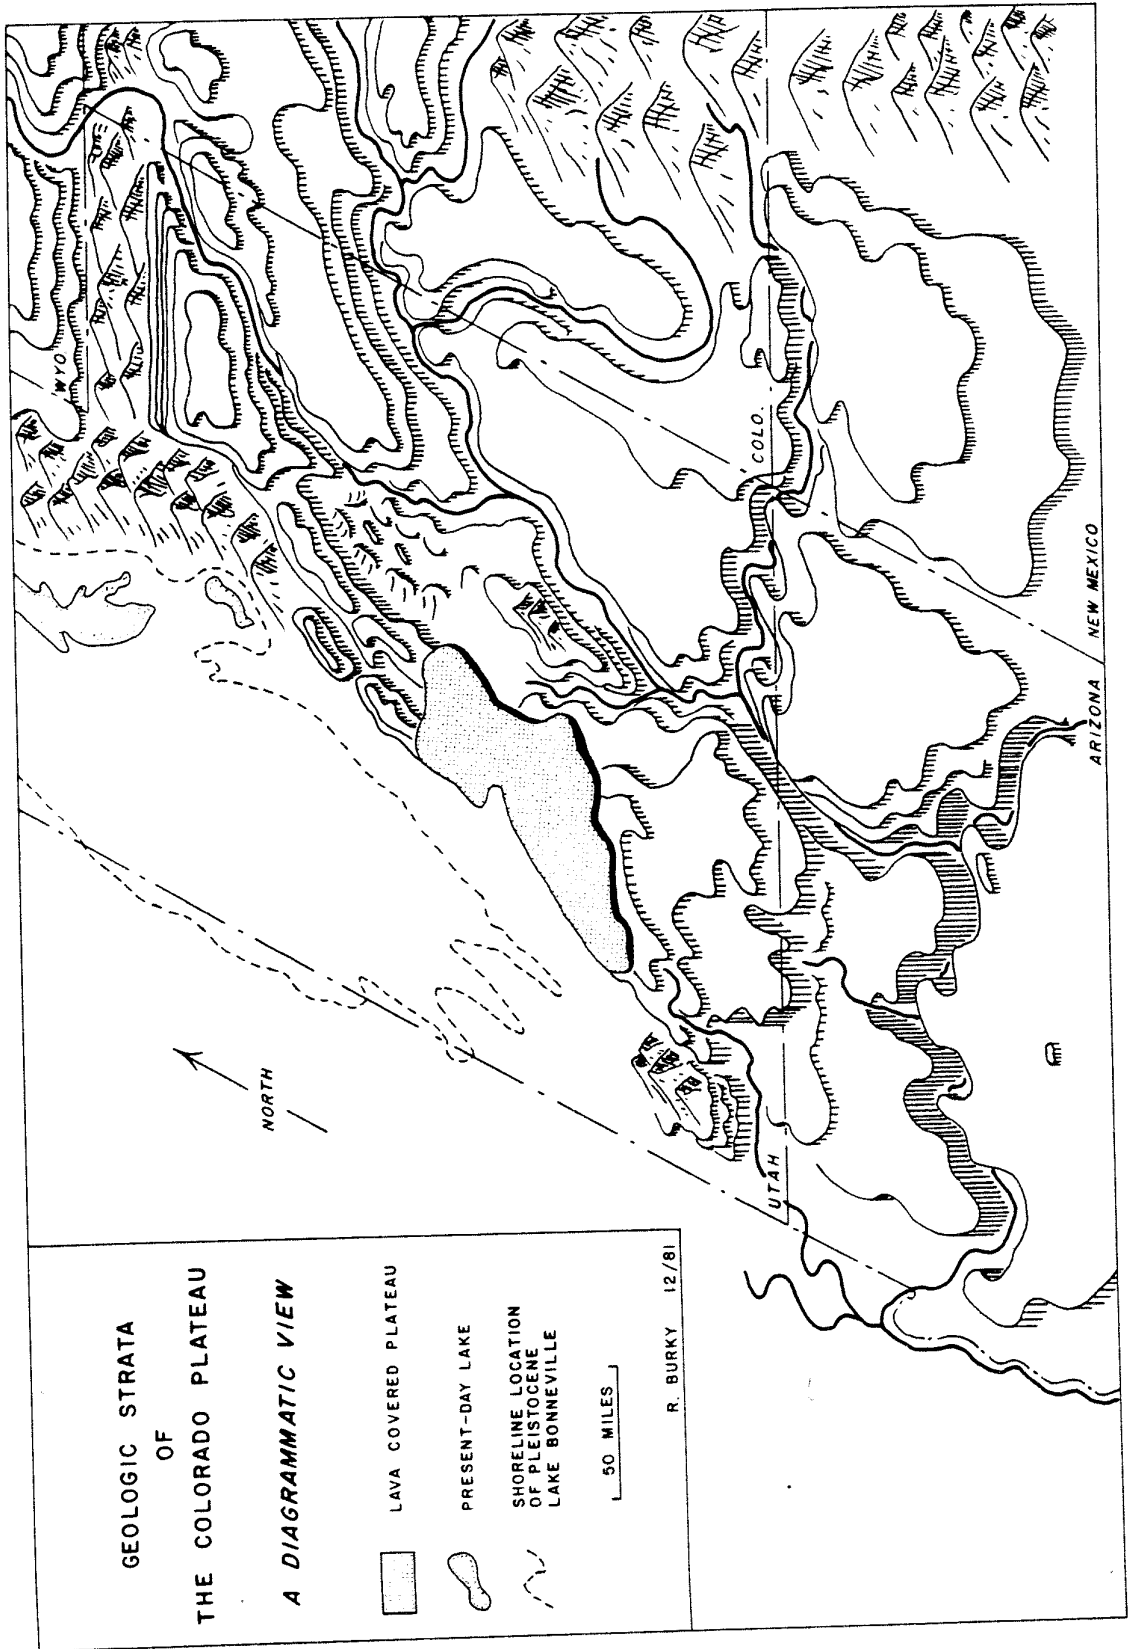 GEOLOGIC STRATA
OF
THE COLORADO PLATEAU
A DIAGRAMMATIC VIEW
LAVA COVERED PLATEAU
PRESENT-DAY LAKE
SHORELINE LOCATION
OF PLEISTOCENE
LAKE BONNEVILLE
50 MILES
R. BURKY 12/81
NORTH
WYO.
UTAH
COLO.
ARIZONA
NEW MEXICO